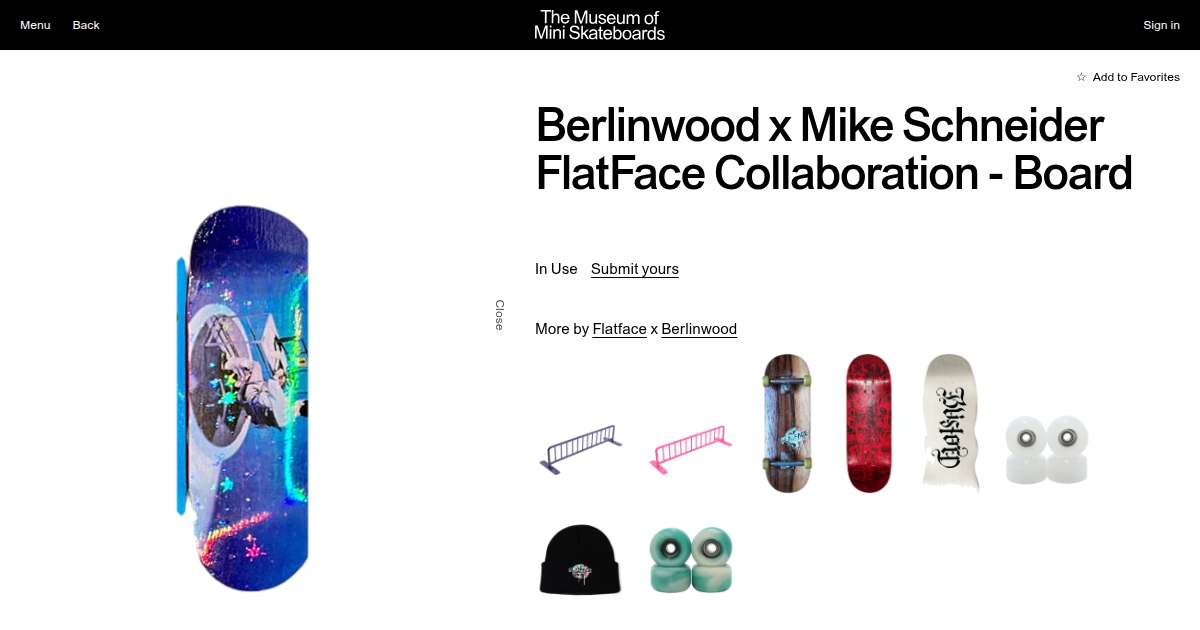 Menu Back
The Museum of
Mini Skateboards
Sign in
☆ Add to Favorites
Berlinwood x Mike Schneider
FlatFace Collaboration - Board
In Use Submit yours
Close
More by Flatface x Berlinwood